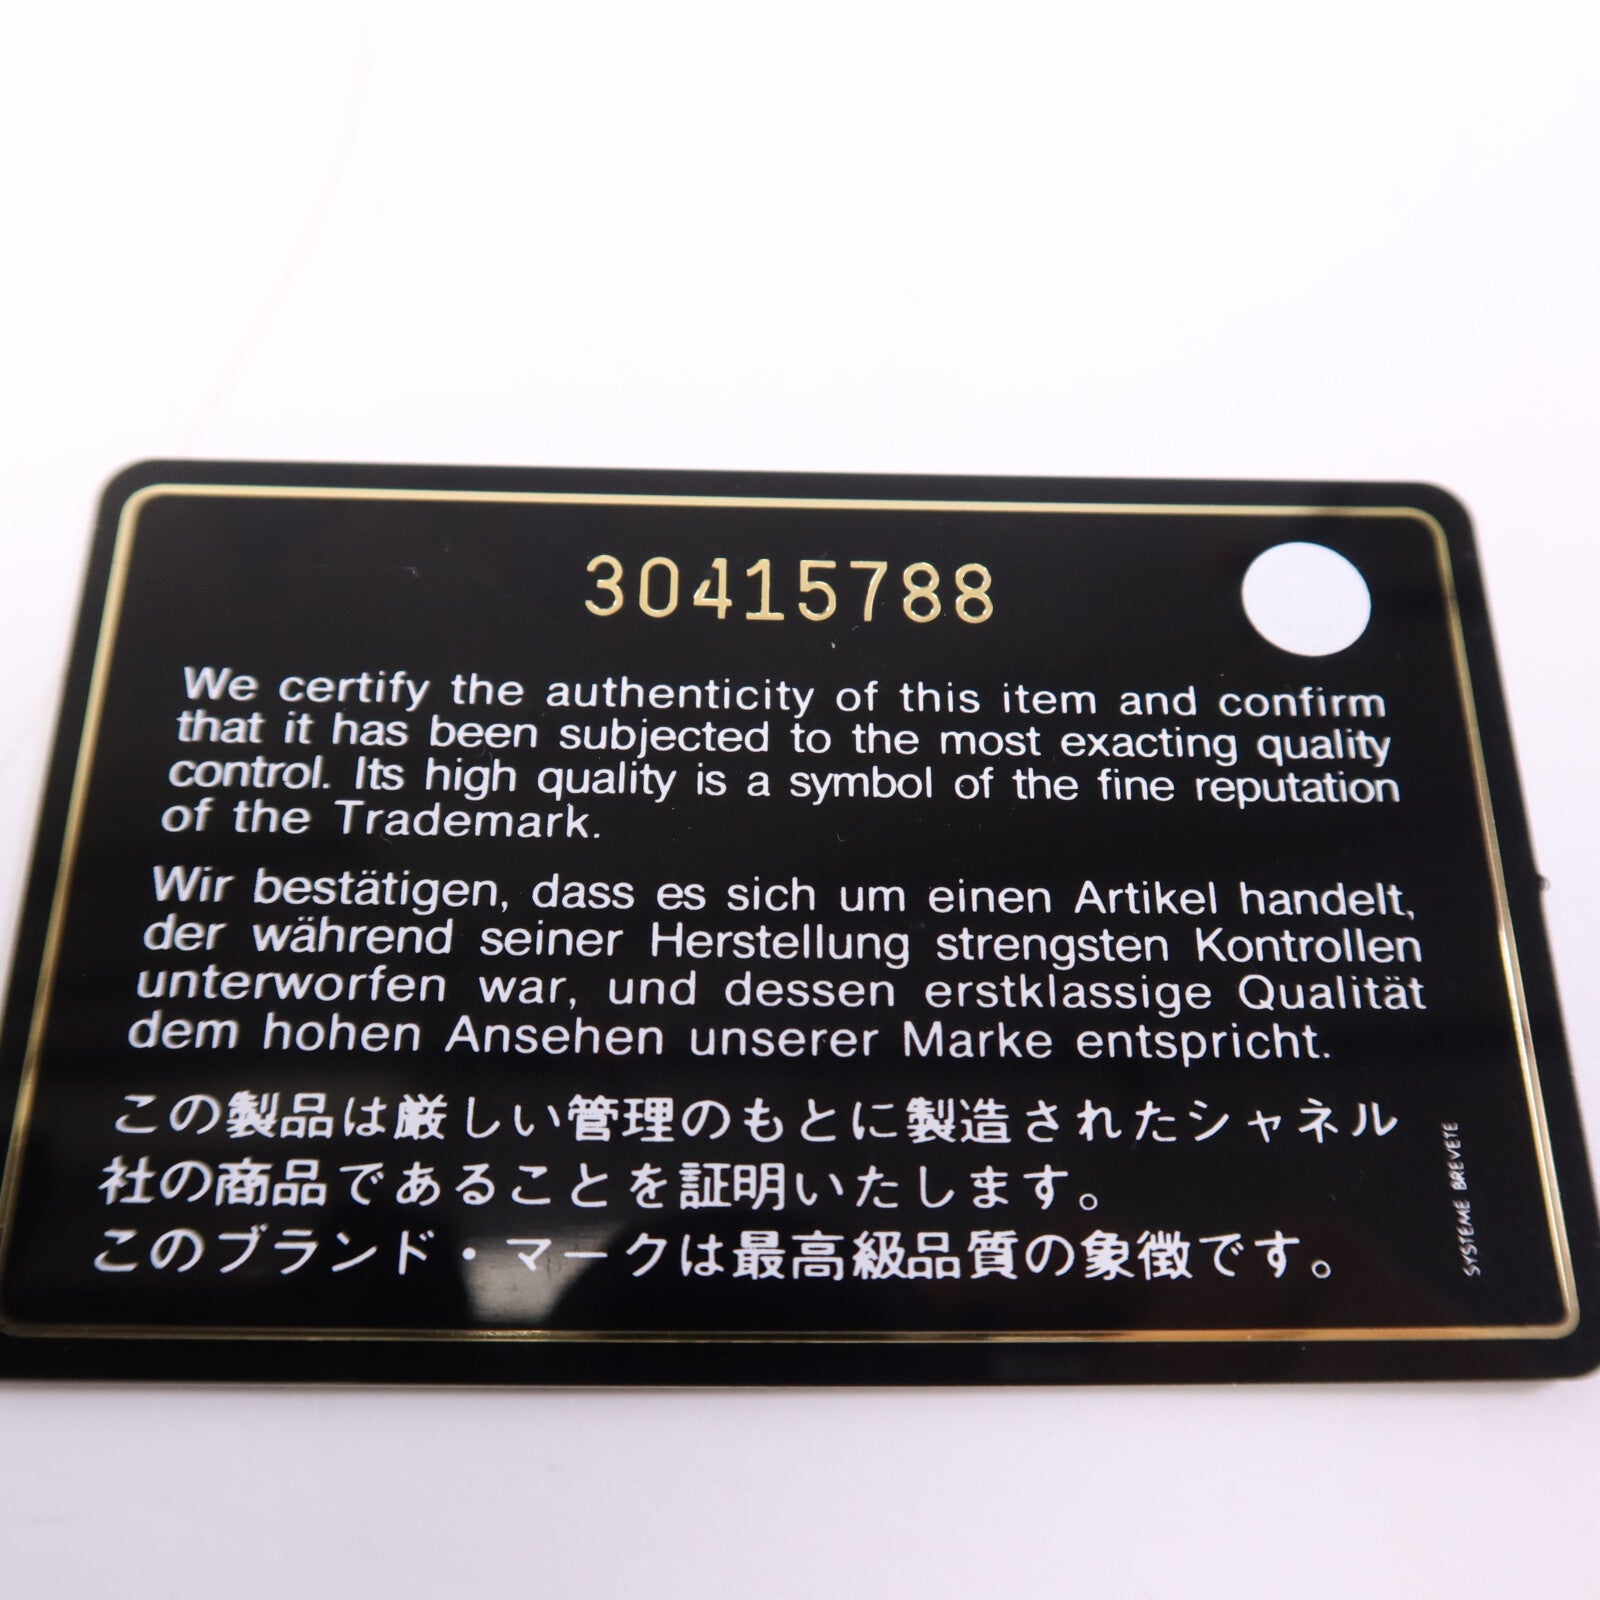 30415788
We certify the authenticity of this item and confirm
that it has been subjected to the most exacting quality
control. Its high quality is a symbol of the fine reputation
of the Trademark.
Wir bestätigen, dass es sich um einen Artikel handelt,
der während seiner Herstellung strengsten Kontrollen
unterworfen war, und dessen erstklassige Qualität
dem hohen Ansehen unserer Marke entspricht.
この製品は厳しい管理のもとに製造されたシャネル
社の商品であることを証明いたします。
このブランド・マークは最高級品質の象徴です。
SYSTEME BREVETE